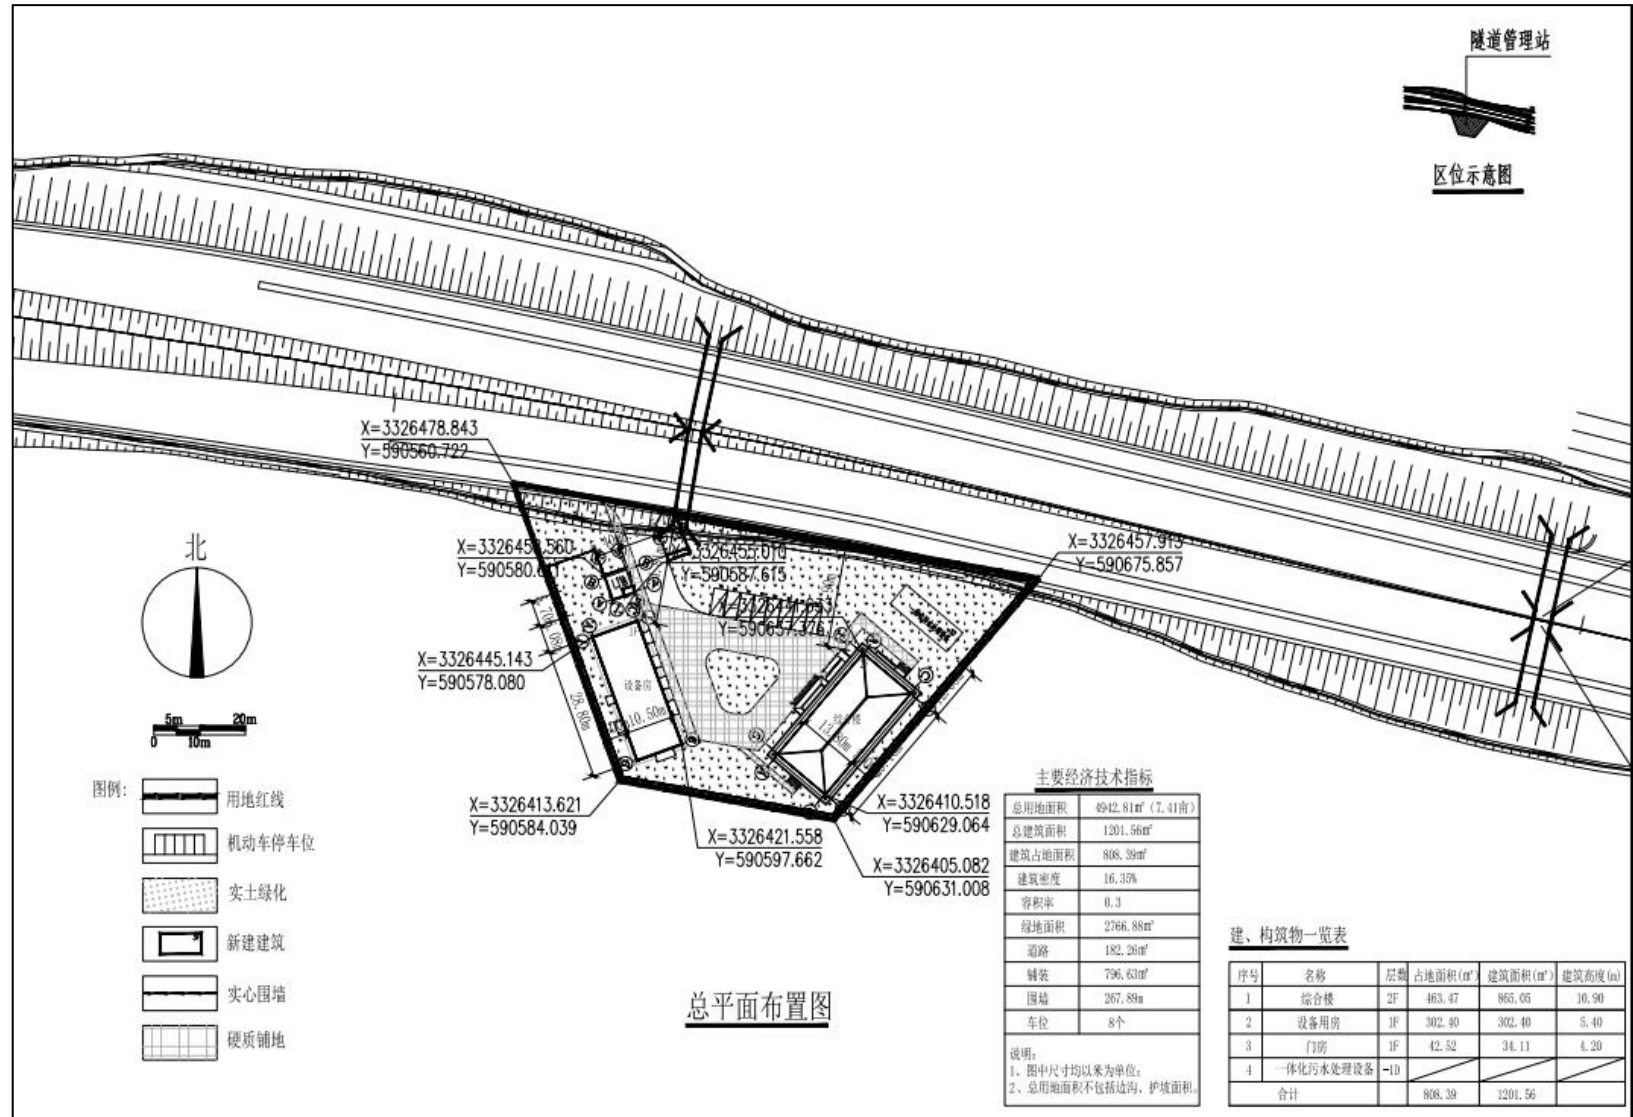 隧道管理站
区位示意图
X=3326478.843
Y=590560.722
X=3326457.913
Y=590675.857
Y=590587.615
X=3326445.143
Y=590578.080
北
5m 20m
0 10m
28.80m
设备房
10.50m
综合楼
X=3326413.621
Y=590584.039
X=3326421.558
Y=590597.662
X=3326410.518
Y=590629.064
X=3326405.082
Y=590631.008
图例:
用地红线
机动车停车位
实土绿化
新建建筑
实心围墙
硬质铺地
总平面布置图
主要经济技术指标
总用地面积 4942.81㎡ (7.41亩)
总建筑面积 1201.56㎡
建筑占地面积 808.39㎡
建筑密度 16.35%
容积率 0.3
绿地面积 2766.88㎡
道路 182.26㎡
铺装 796.63㎡
围墙 267.89m
车位 8个
说明:
1、图中尺寸均以米为单位;
2、总用地面积不包括边沟、护坡面积。
建、构筑物一览表
序号 名称 层数 占地面积(㎡) 建筑面积(㎡) 建筑高度(m)
1 综合楼 2F 463.47 865.05 10.90
2 设备用房 1F 302.40 302.40 5.40
3 门房 1F 42.52 34.11 4.20
4 一体化污水处理设备 -1D
合计 808.39 1201.56